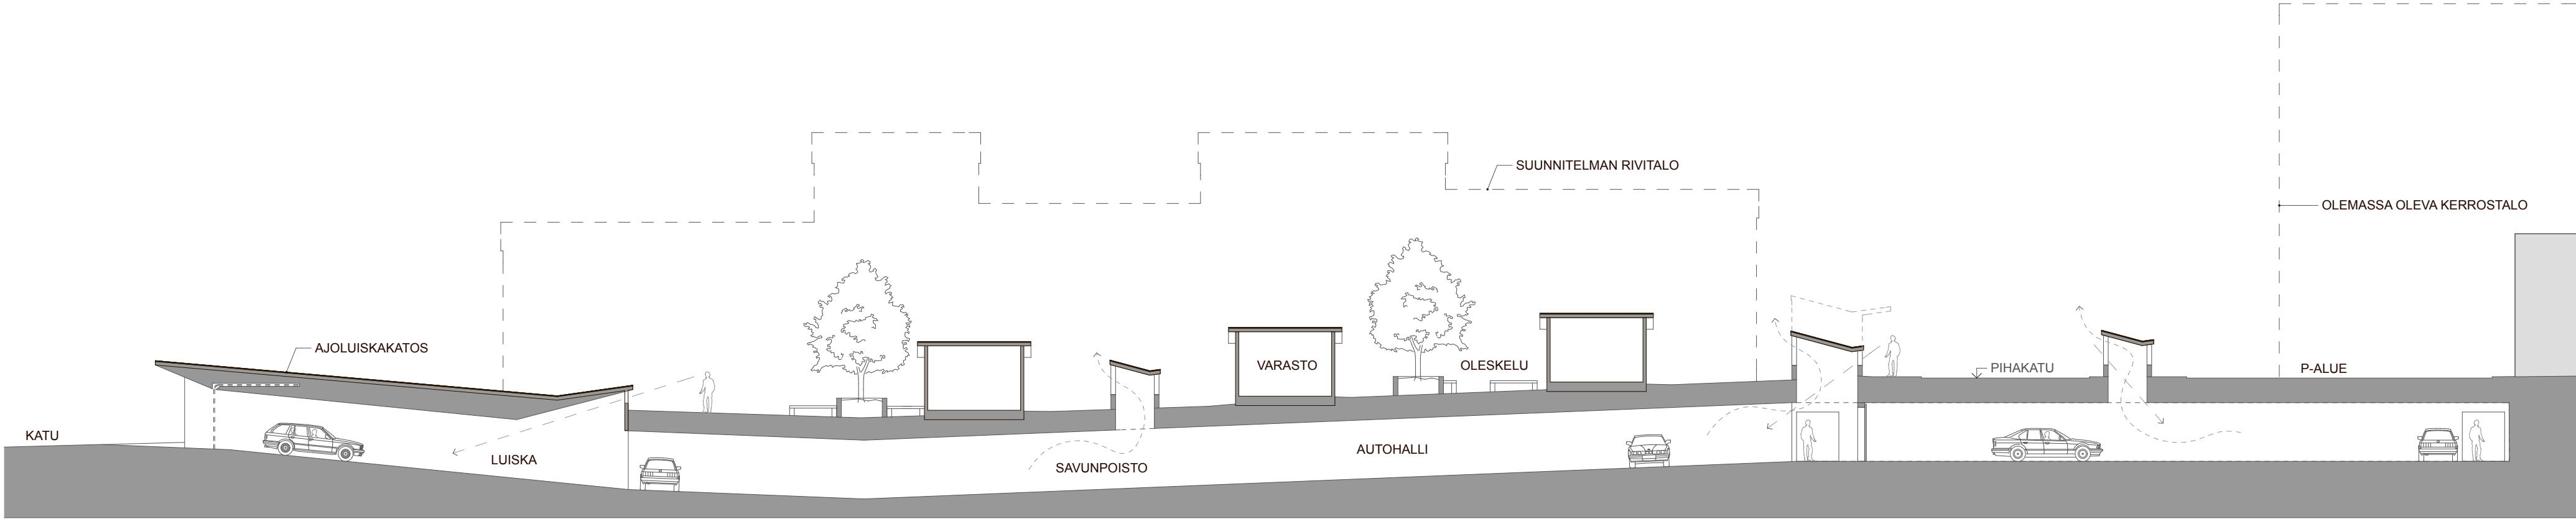 SUUNNITELMAN RIVITALO
OLEMASSA OLEVA KERROSTALO
AJOLUISKAKATOS
VARASTO
OLESKELU
PIHAKATU
P-ALUE
KATU
LUISKA
SAVUNPOISTO
AUTOHALLI